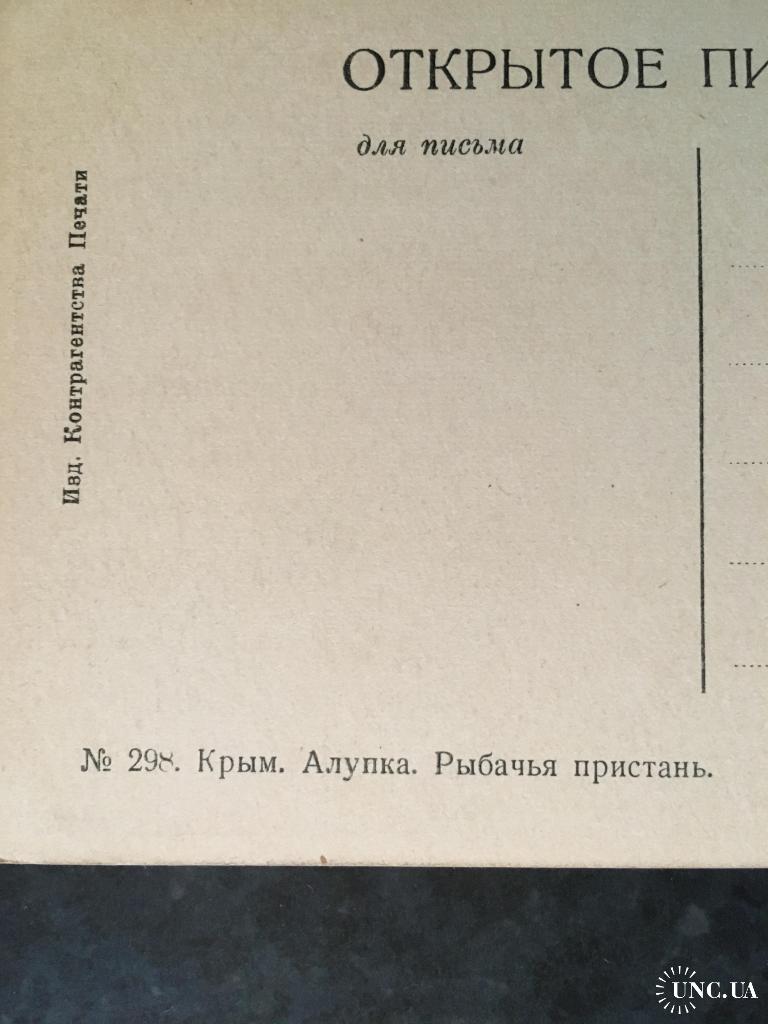 ОТКРЫТОЕ ПИ
для письма
Изд. Контрагентства Печати
№ 298. Крым. Алупка. Рыбачья пристань.
UNC.UA